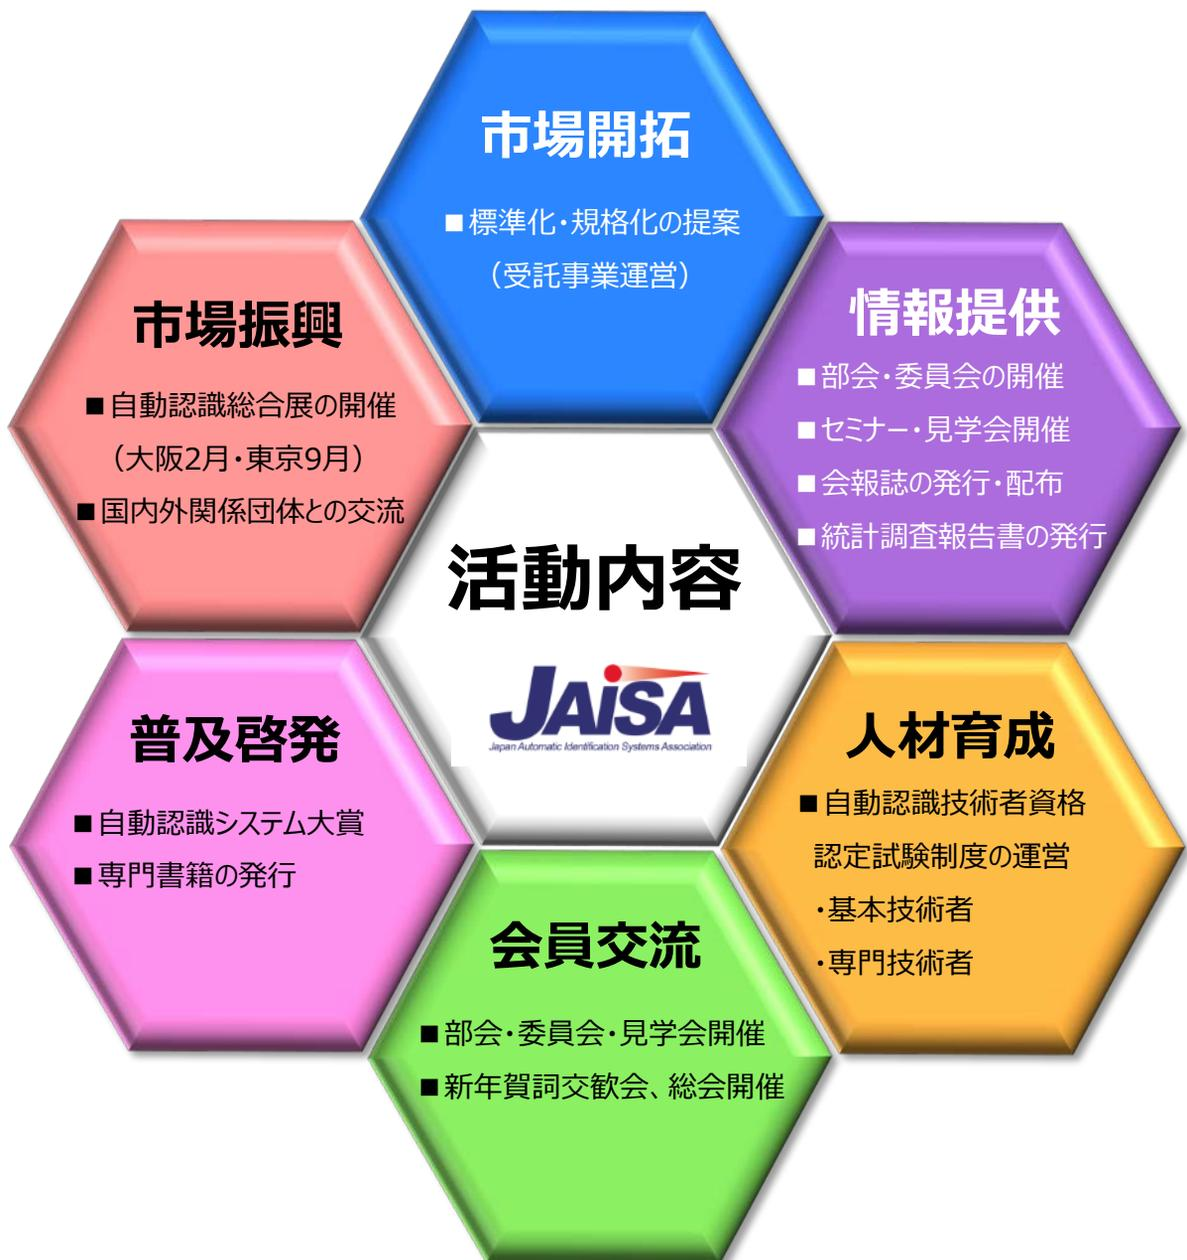 市場開拓
■標準化・規格化の提案
（受託事業運営）
市場振興
■自動認識総合展の開催
（大阪2月・東京9月）
■国内外関係団体との交流
情報提供
■部会・委員会の開催
■セミナー・見学会開催
■会報誌の発行・配布
■統計調査報告書の発行
活動内容
JAiSA
Japan Automatic Identification Systems Association
普及啓発
■自動認識システム大賞
■専門書籍の発行
人材育成
■自動認識技術者資格
認定試験制度の運営
・基本技術者
・専門技術者
会員交流
■部会・委員会・見学会開催
■新年賀詞交歓会、総会開催